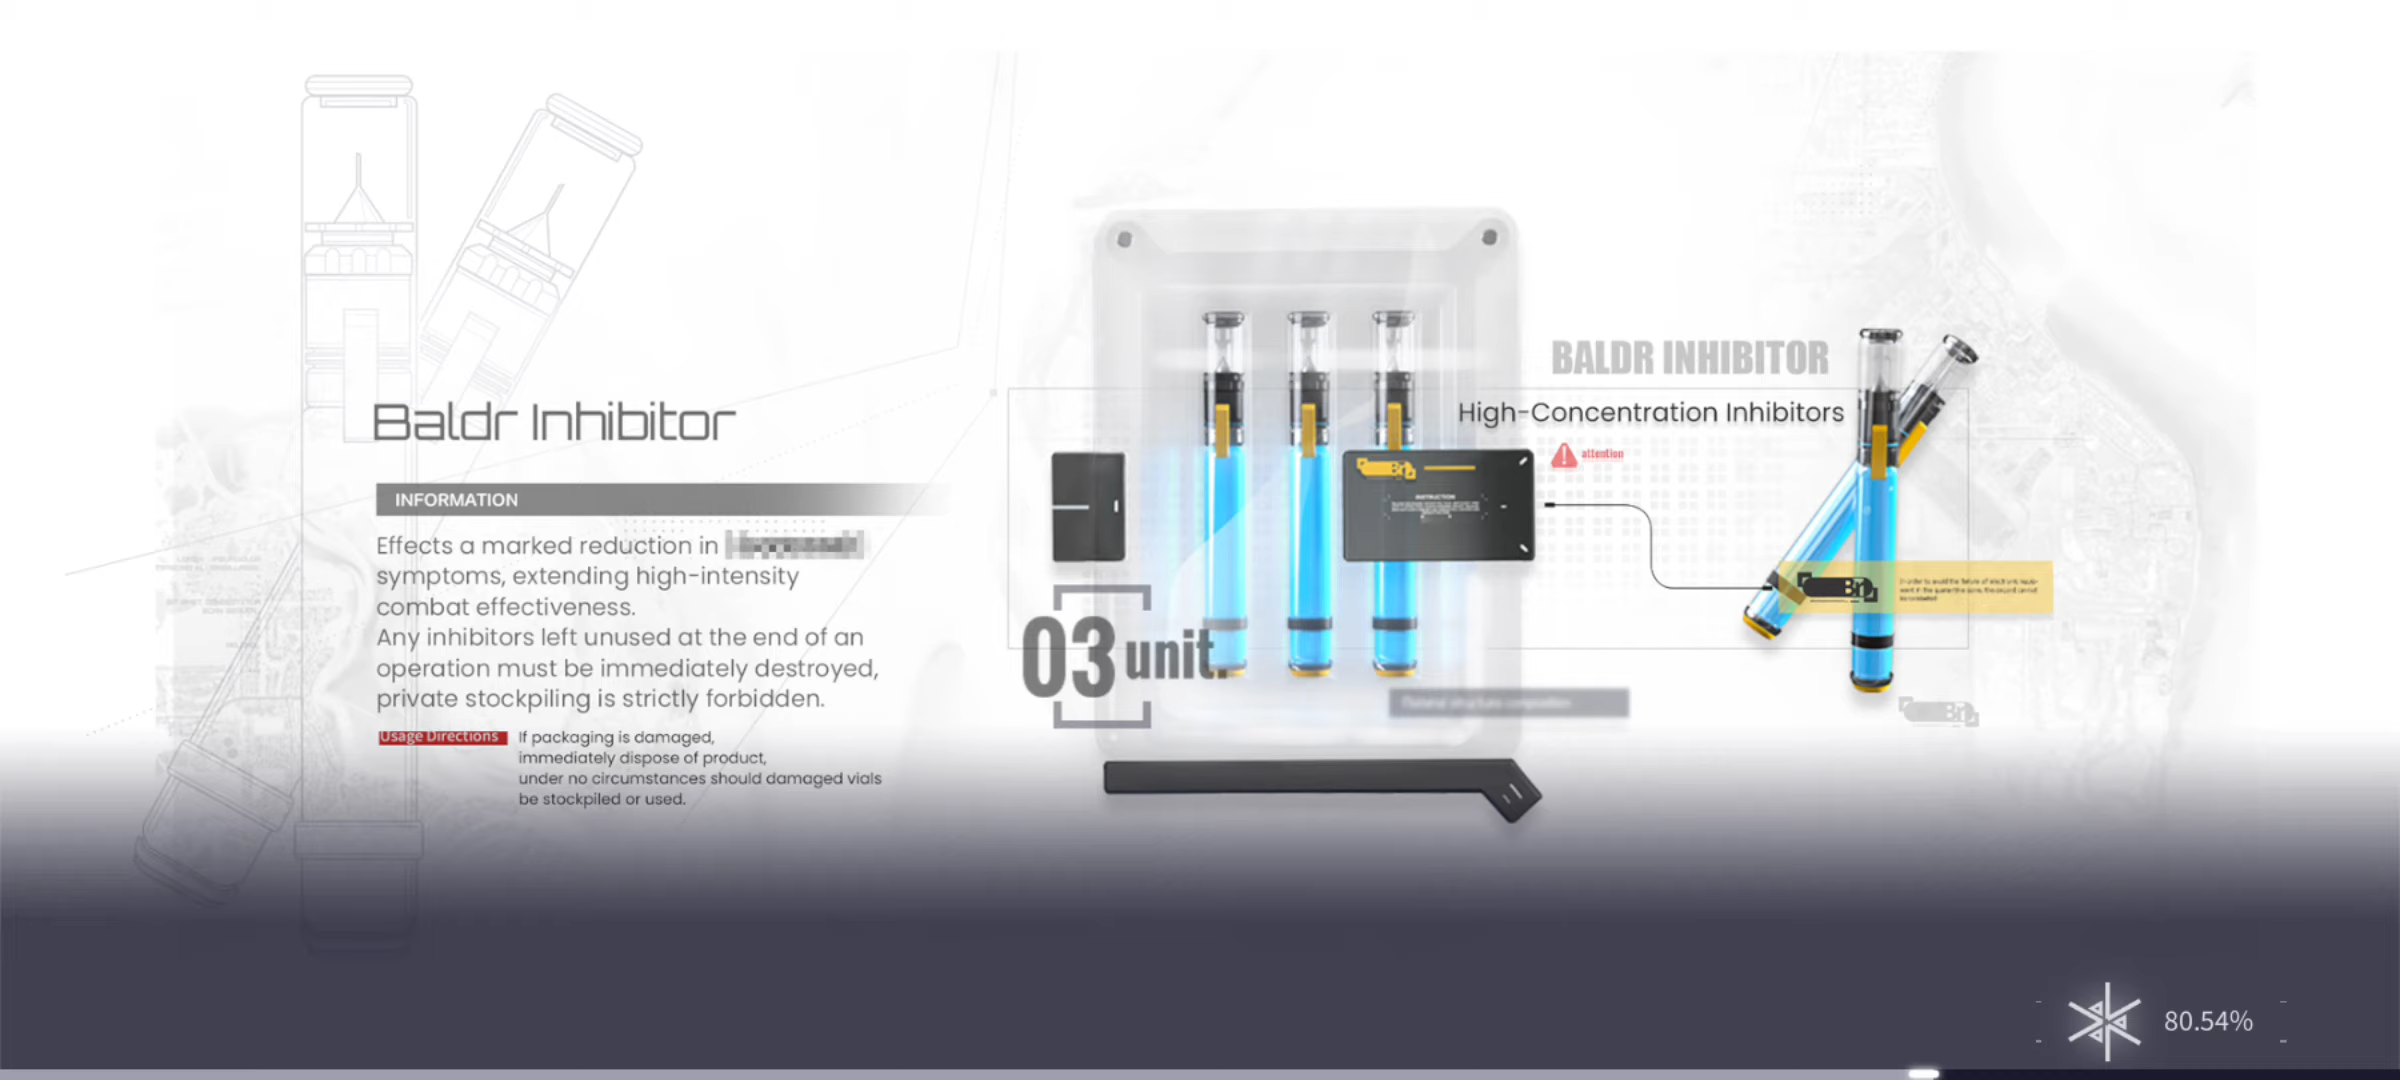 BALDR INHIBITOR
High-Concentration Inhibitors
attention
Baldr Inhibitor
INFORMATION
Effects a marked reduction in
symptoms, extending high-intensity
combat effectiveness.
Any inhibitors left unused at the end of an
operation must be immediately destroyed,
private stockpiling is strictly forbidden.
Usage Directions
If packaging is damaged,
immediately dispose of product,
under no circumstances should damaged vials
be stockpiled or used.
INSTRUCTION
03 unit.
80.54%